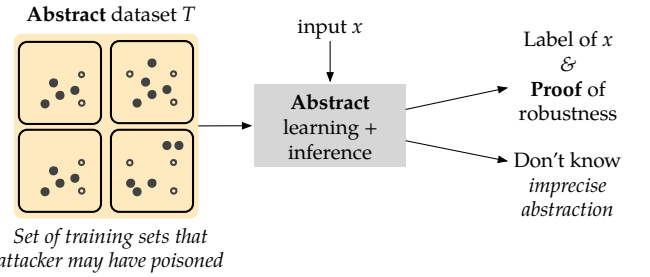 Abstract dataset T
Set of training sets that
attacker may have poisoned
input x
Abstract
learning +
inference
Label of x
&
Proof of
robustness
Don't know
imprecise
abstraction